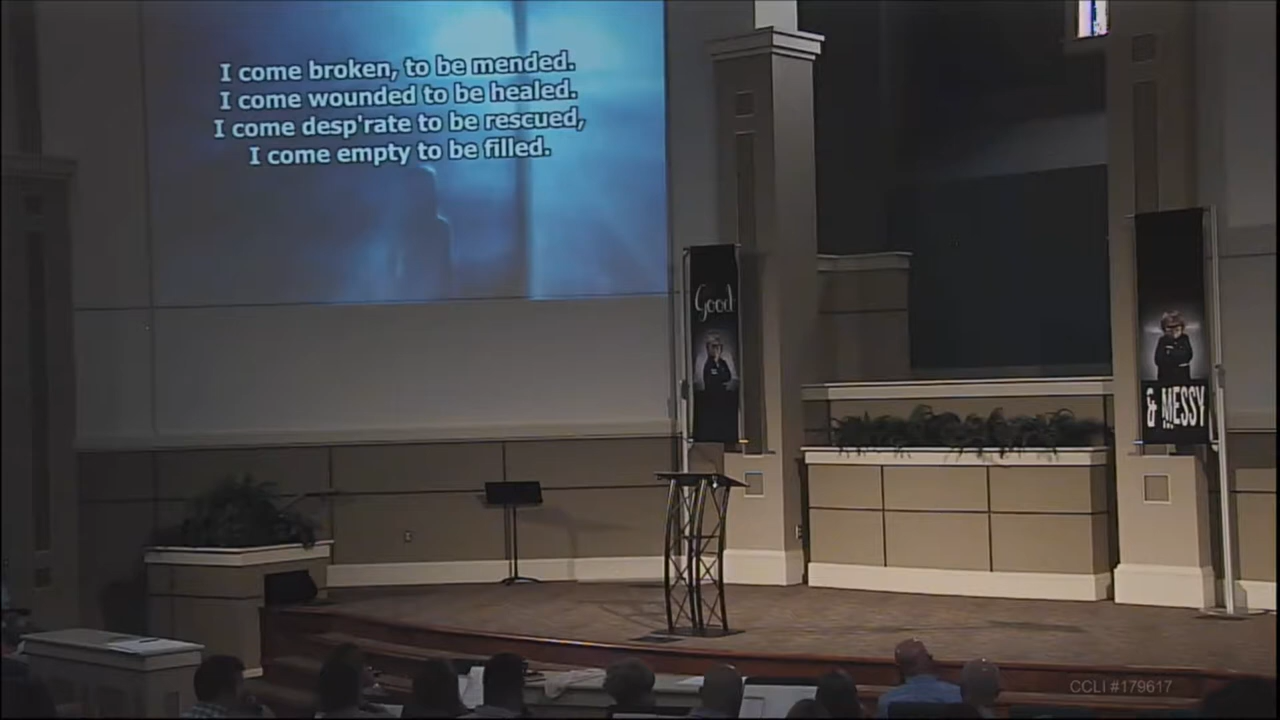 I come broken, to be mended.
I come wounded to be healed.
I come desp'rate to be rescued,
I come empty to be filled.
Good
& MESSY
CCLI #179617